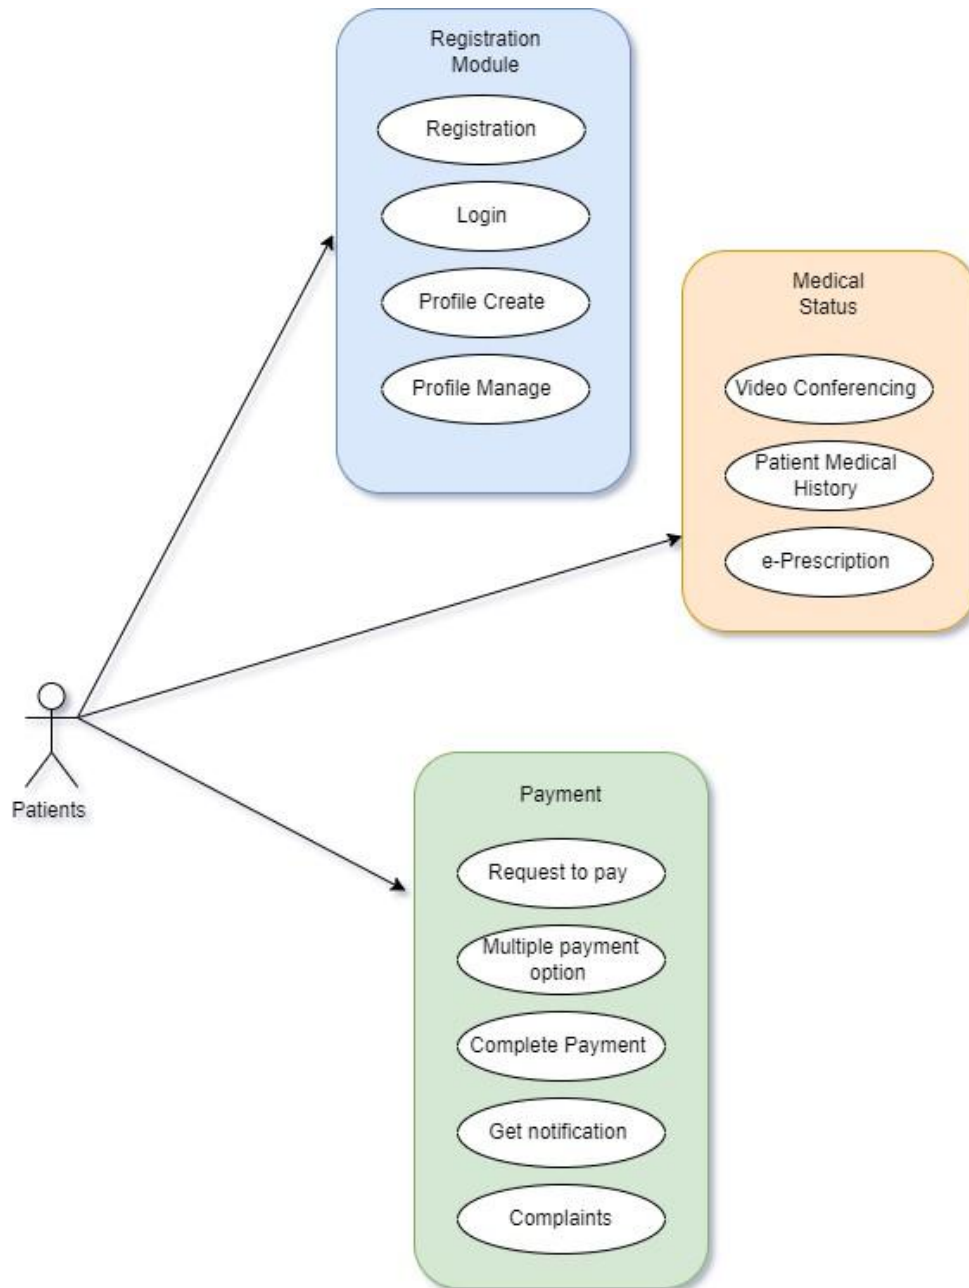 Registration
Module
Registration
Login
Profile Create
Profile Manage
Medical
Status
Video Conferencing
Patient Medical
History
e-Prescription
Patients
Payment
Request to pay
Multiple payment
option
Complete Payment
Get notification
Complaints